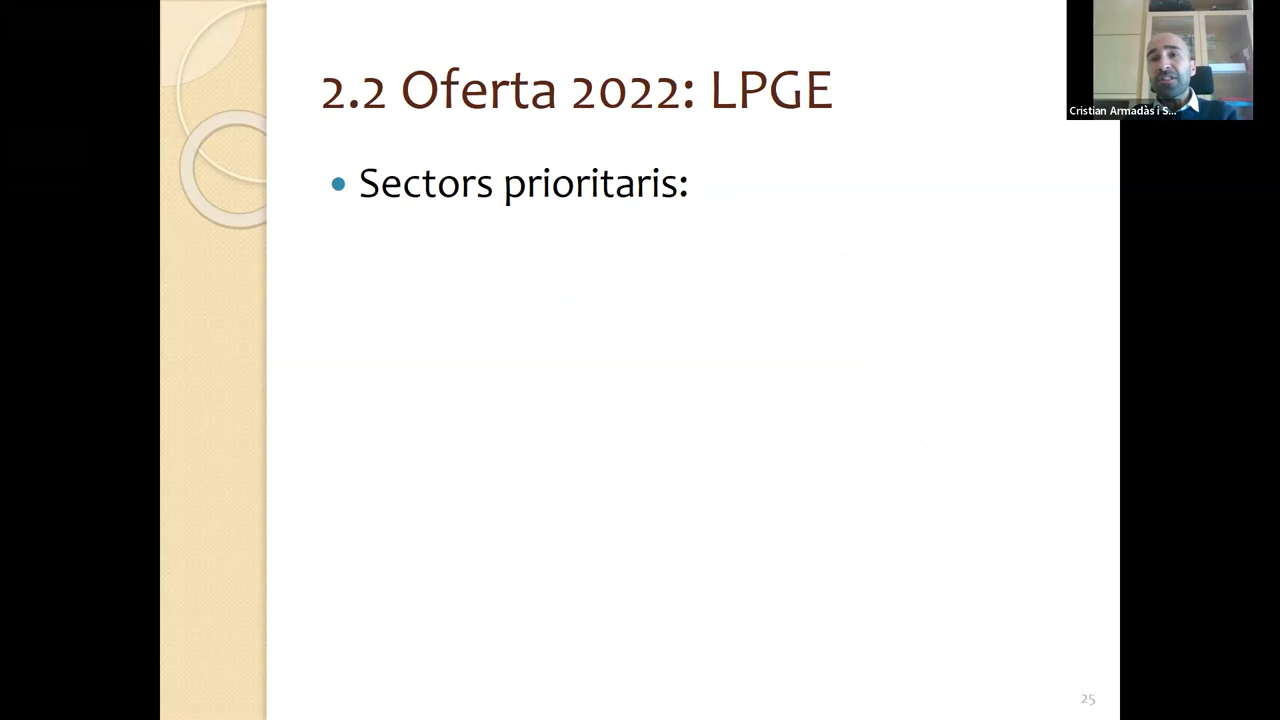 2.2 Oferta 2022: LPGE
• Sectors prioritaris:
Cristian Armadàs i S...
25